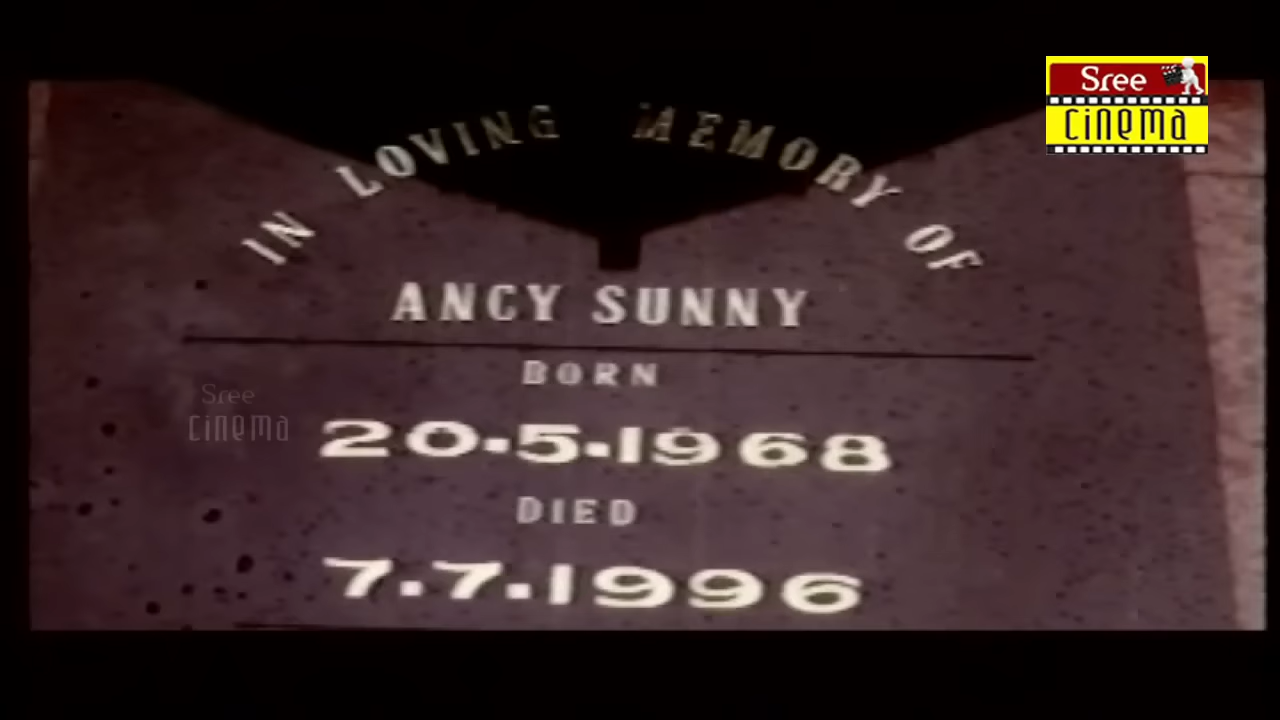 Sree
cinema
IN LOVING MEMORY OF
ANCY SUNNY
BORN
Sree
cinema
20.5.1968
DIED
7.7.1996